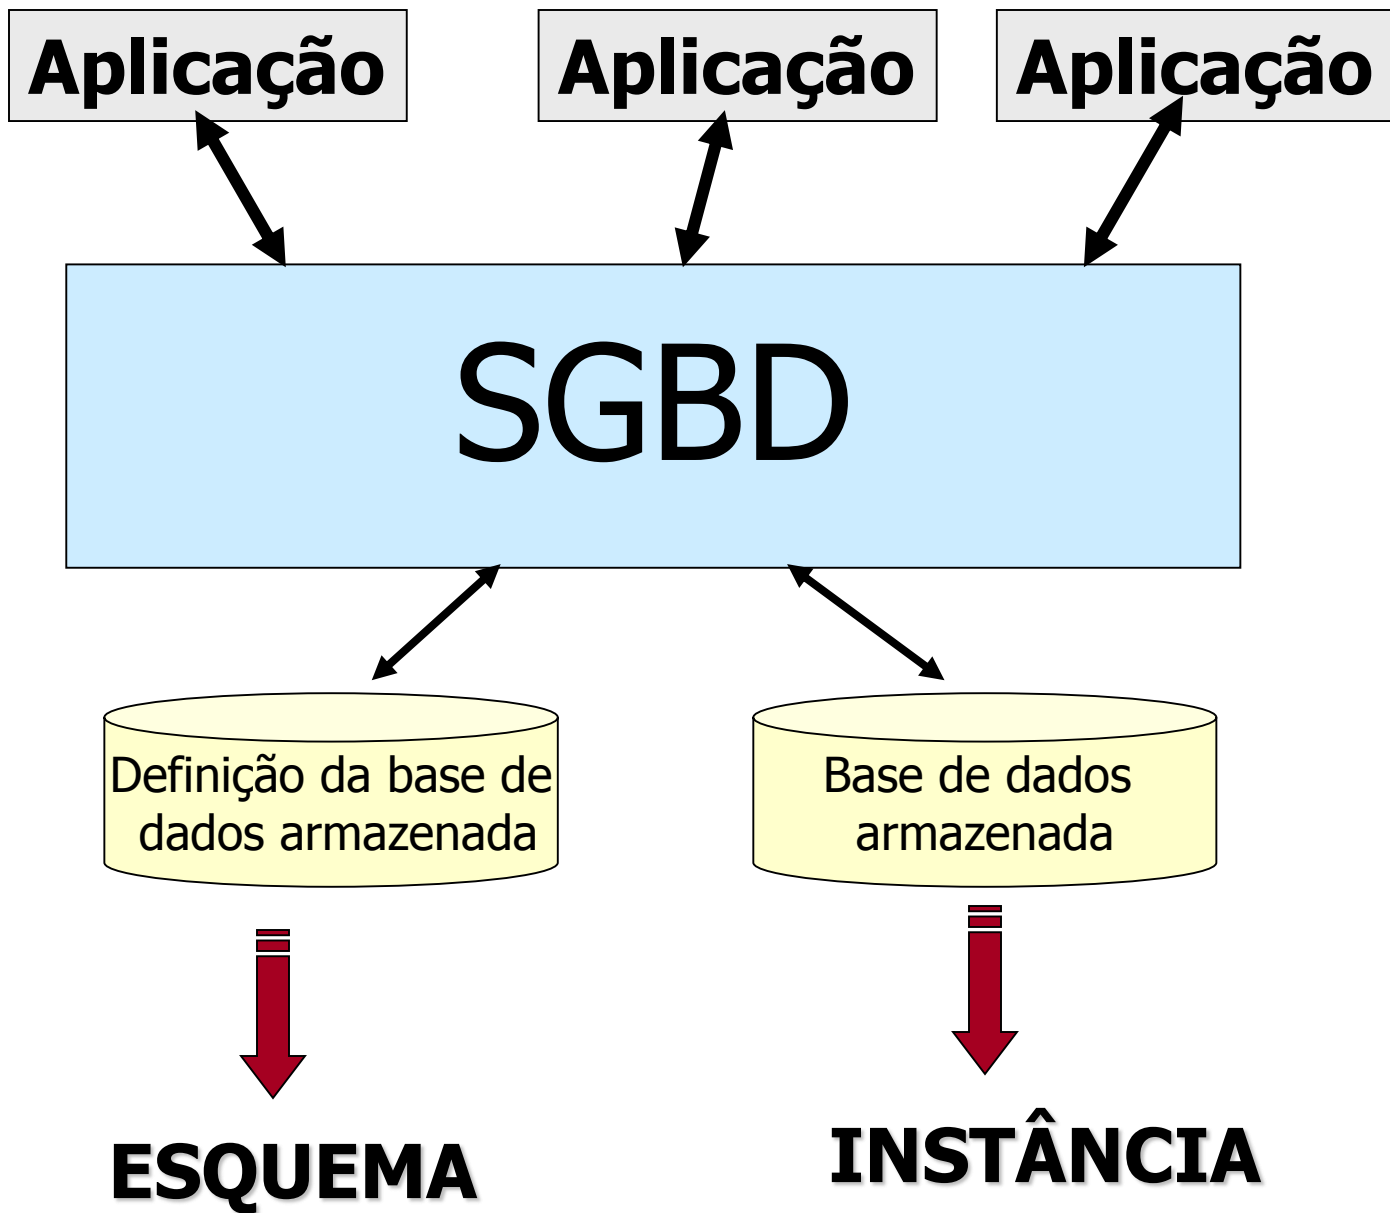 Aplicação
Aplicação
Aplicação
SGBD
Definição da base de
dados armazenada
Base de dados
armazenada
ESQUEMA
INSTÂNCIA